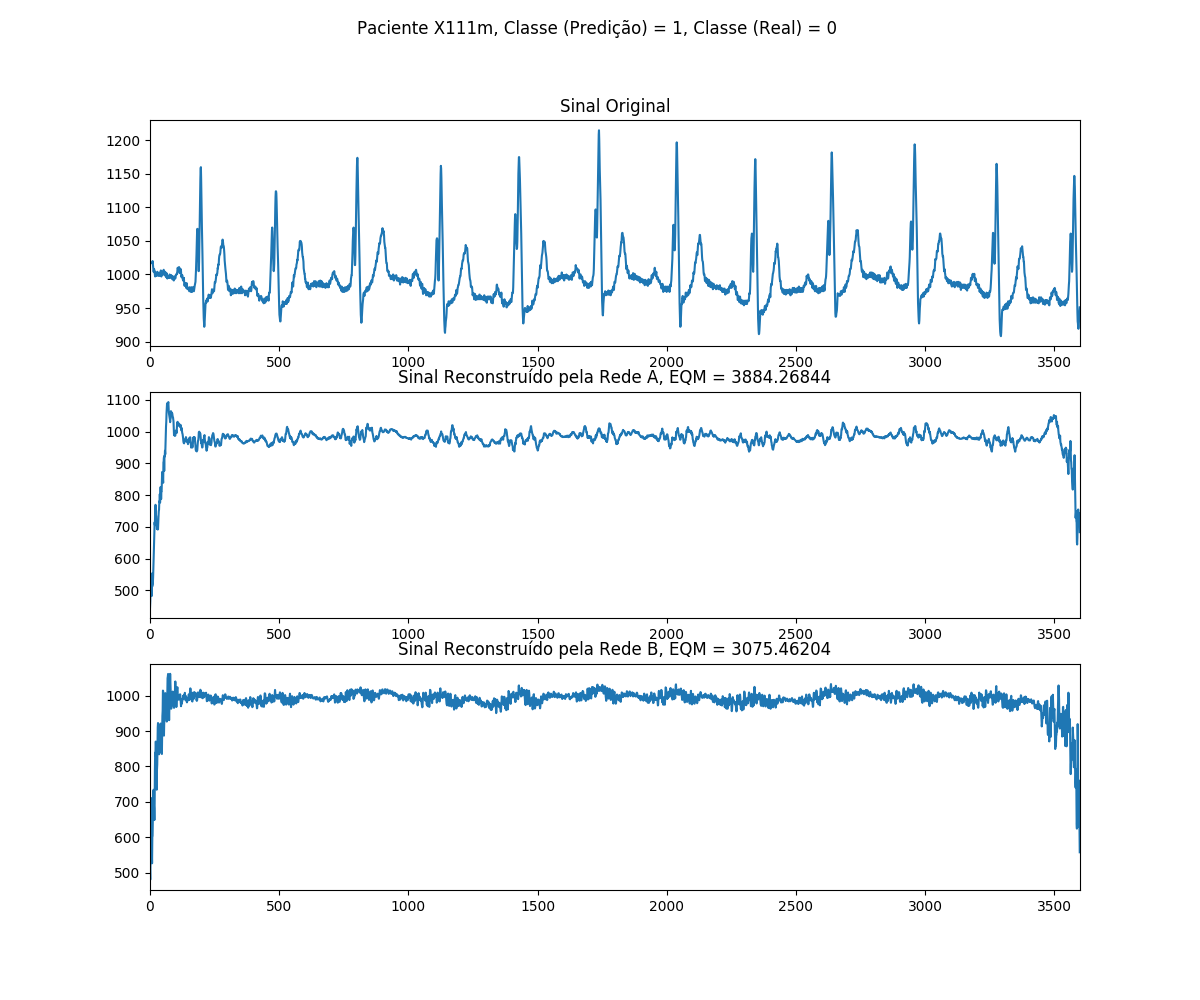 Paciente X111m, Classe (Predição) = 1, Classe (Real) = 0
Sinal Original
1200
1150
1100
1050
1000
950
900
0 500 1000 1500 2000 2500 3000 3500
Sinal Reconstruído pela Rede A, EQM = 3884.26844
1100
1000
900
800
700
600
500
0 500 1000 1500 2000 2500 3000 3500
Sinal Reconstruído pela Rede B, EQM = 3075.46204
1000
900
800
700
600
500
0 500 1000 1500 2000 2500 3000 3500